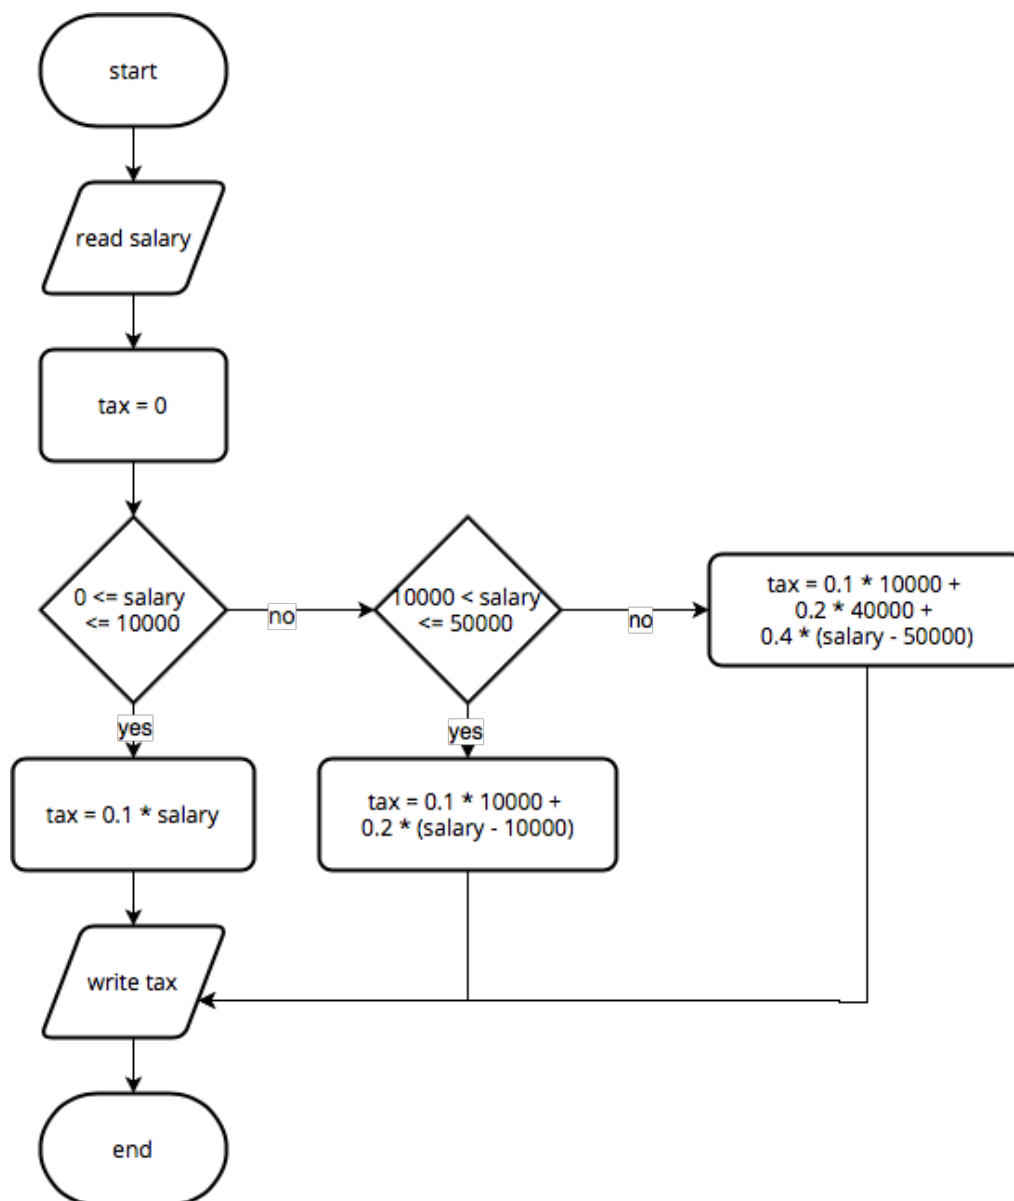 start
read salary
tax = 0
0 <= salary
<= 10000
no
10000 < salary
<= 50000
no
tax = 0.1 * 10000 +
0.2 * 40000 +
0.4 * (salary - 50000)
yes
yes
tax = 0.1 * salary
tax = 0.1 * 10000 +
0.2 * (salary - 10000)
write tax
end